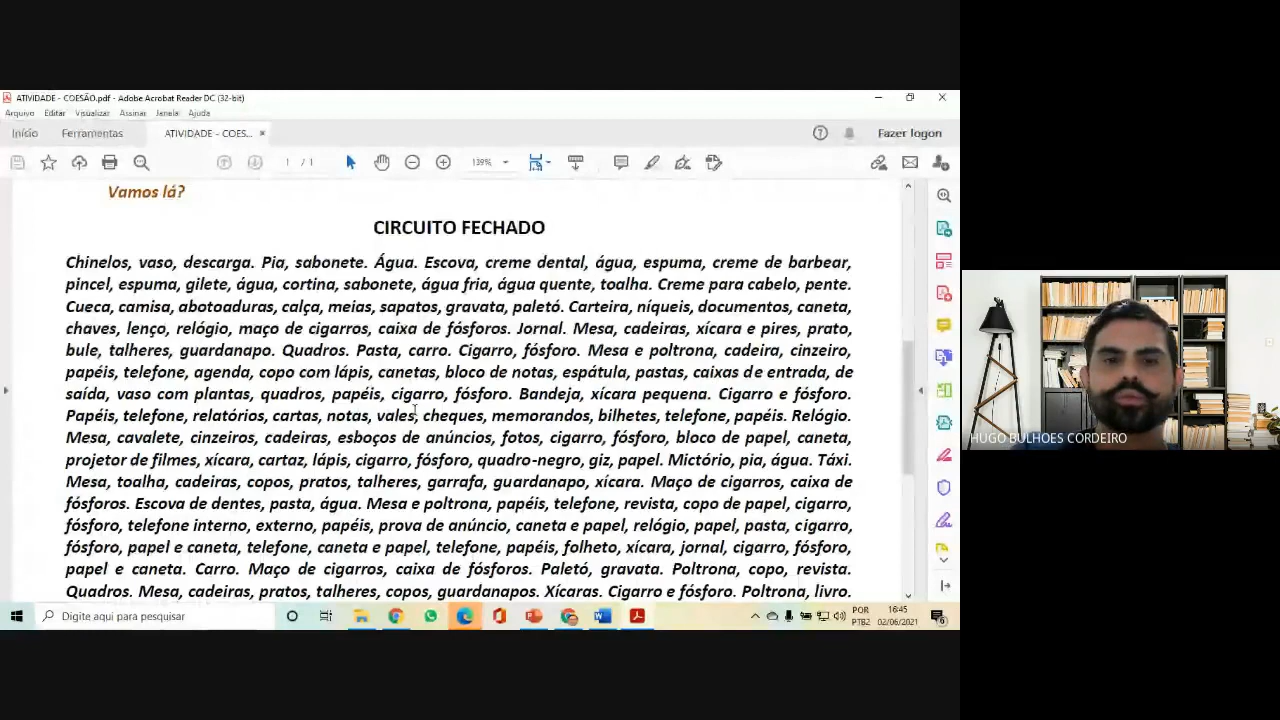 ATIVIDADE - COESÃO.pdf - Adobe Acrobat Reader DC (32-bit)
Arquivo Editar Visualizar Assinar Janela Ajuda
Início Ferramentas ATIVIDADE - COES... × Fazer logon
1 / 1 139%
Vamos lá?
CIRCUITO FECHADO
Chinelos, vaso, descarga. Pia, sabonete. Água. Escova, creme dental, água, espuma, creme de barbear,
pincel, espuma, gilete, água, cortina, sabonete, água fria, água quente, toalha. Creme para cabelo, pente.
Cueca, camisa, abotoaduras, calça, meias, sapatos, gravata, paletó. Carteira, níqueis, documentos, caneta,
chaves, lenço, relógio, maço de cigarros, caixa de fósforos. Jornal. Mesa, cadeiras, xícara e pires, prato,
bule, talheres, guardanapo. Quadros. Pasta, carro. Cigarro, fósforo. Mesa e poltrona, cadeira, cinzeiro,
papéis, telefone, agenda, copo com lápis, canetas, bloco de notas, espátula, pastas, caixas de entrada, de
saída, vaso com plantas, quadros, papéis, cigarro, fósforo. Bandeja, xícara pequena. Cigarro e fósforo.
Papéis, telefone, relatórios, cartas, notas, vales, cheques, memorandos, bilhetes, telefone, papéis. Relógio.
Mesa, cavalete, cinzeiros, cadeiras, esboços de anúncios, fotos, cigarro, fósforo, bloco de papel, caneta,
projetor de filmes, xícara, cartaz, lápis, cigarro, fósforo, quadro-negro, giz, papel. Mictório, pia, água. Táxi.
Mesa, toalha, cadeiras, copos, pratos, talheres, garrafa, guardanapo, xícara. Maço de cigarros, caixa de
fósforos. Escova de dentes, pasta, água. Mesa e poltrona, papéis, telefone, revista, copo de papel, cigarro,
fósforo, telefone interno, externo, papéis, prova de anúncio, caneta e papel, relógio, papel, pasta, cigarro,
fósforo, papel e caneta, telefone, caneta e papel, telefone, papéis, folheto, xícara, jornal, cigarro, fósforo,
papel e caneta. Carro. Maço de cigarros, caixa de fósforos. Paletó, gravata. Poltrona, copo, revista.
Quadros. Mesa, cadeiras, pratos, talheres, copos, guardanapos. Xícaras. Cigarro e fósforo. Poltrona, livro.
HUGO BULHOES CORDEIRO
Digite aqui para pesquisar
POR 16:45
PTB2 02/06/2021